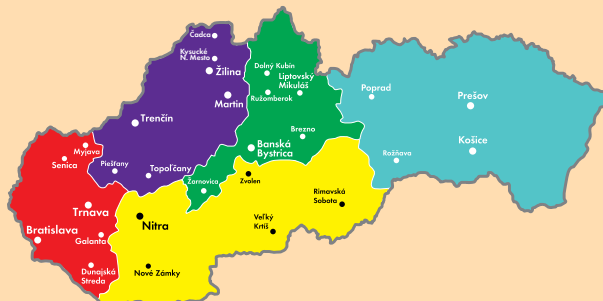 Čadca
Kysucké
N. Mesto
Žilina
Martin
Trenčín
Piešťany
Topoľčany
Dolný Kubín
Liptovský
Mikuláš
Ružomberok
Brezno
Banská
Bystrica
Žarnovica
Poprad
Prešov
Košice
Rožňava
Myjava
Senica
Trnava
Bratislava
Galanta
Dunajská
Streda
Zvolen
Rimavská
Sobota
Veľký
Krtíš
Nitra
Nové Zámky